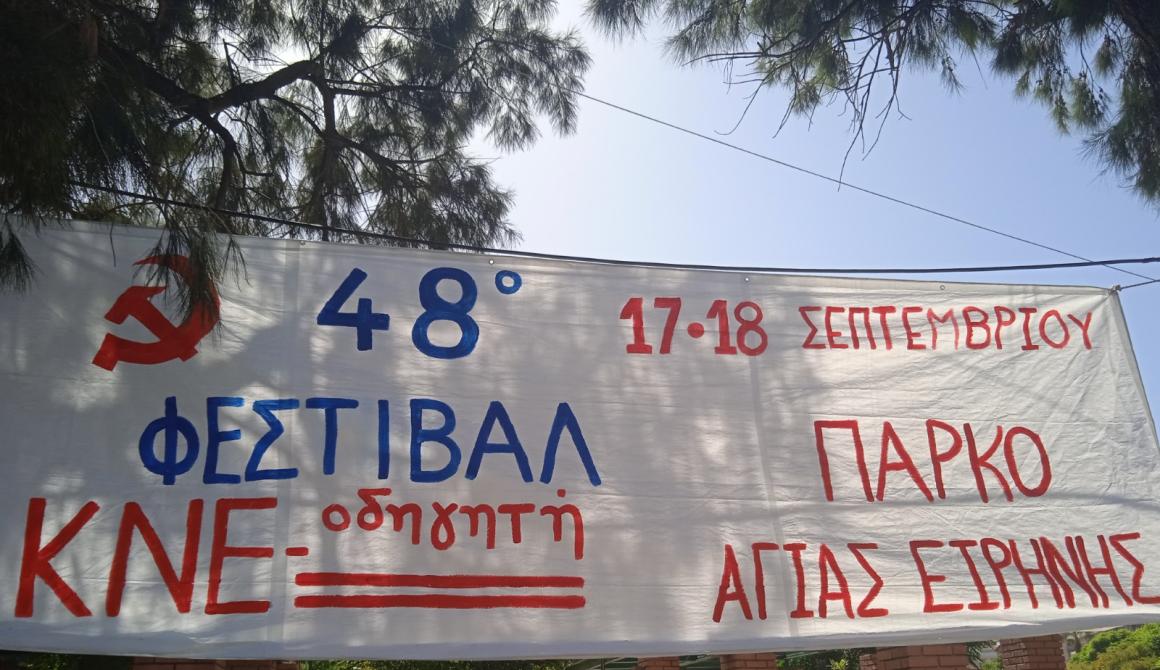 48°
ΦΕΣΤΙΒΑΛ
ΚΝΕ-οδηγητή
17·18 ΣΕΠΤΕΜΒΡΙΟΥ
ΠΑΡΚΟ
ΑΓΙΑΣ ΕΙΡΗΝΗΣ